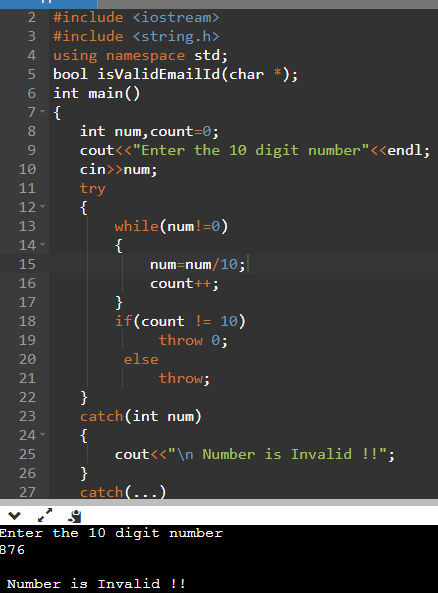 2 #include <iostream>
3 #include <string.h>
4 using namespace std;
5 bool isValidEmailId(char *);
6 int main()
7 {
8 int num,count=0;
9 cout<<"Enter the 10 digit number"<<endl;
10 cin>>num;
11 try
12 {
13 while(num!=0)
14 {
15 num=num/10;
16 count++;
17 }
18 if(count != 10)
19 throw 0;
20 else
21 throw;
22 }
23 catch(int num)
24 {
25 cout<<"\n Number is Invalid !!";
26 }
27 catch(...)
Enter the 10 digit number
876
Number is Invalid !!